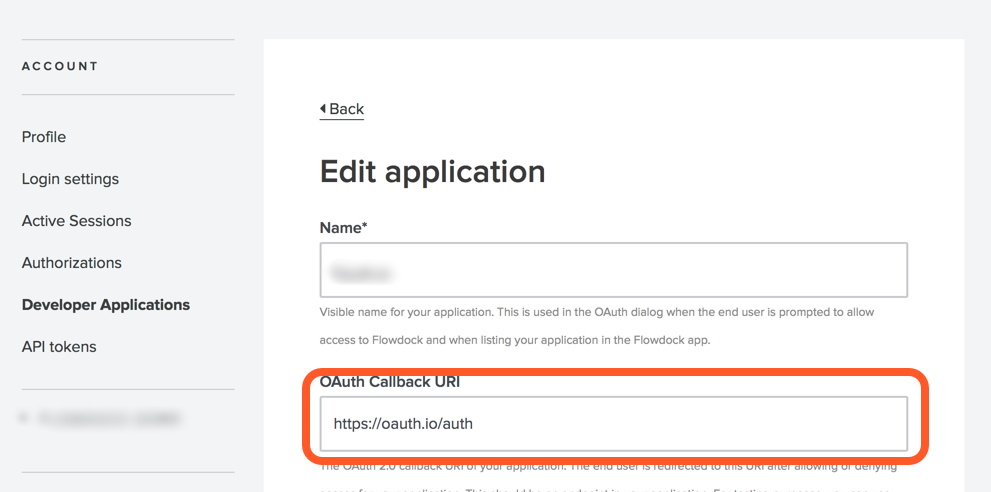 ACCOUNT
Profile
Login settings
Active Sessions
Authorizations
Developer Applications
API tokens
Back
Edit application
Name*
Visible name for your application. This is used in the OAuth dialog when the end user is prompted to allow
access to Flowdock and when listing your application in the Flowdock app.
OAuth Callback URI
https://oauth.io/auth
The OAuth 2.0 callback URI of your application. The end user is redirected to this URI after allowing or denying